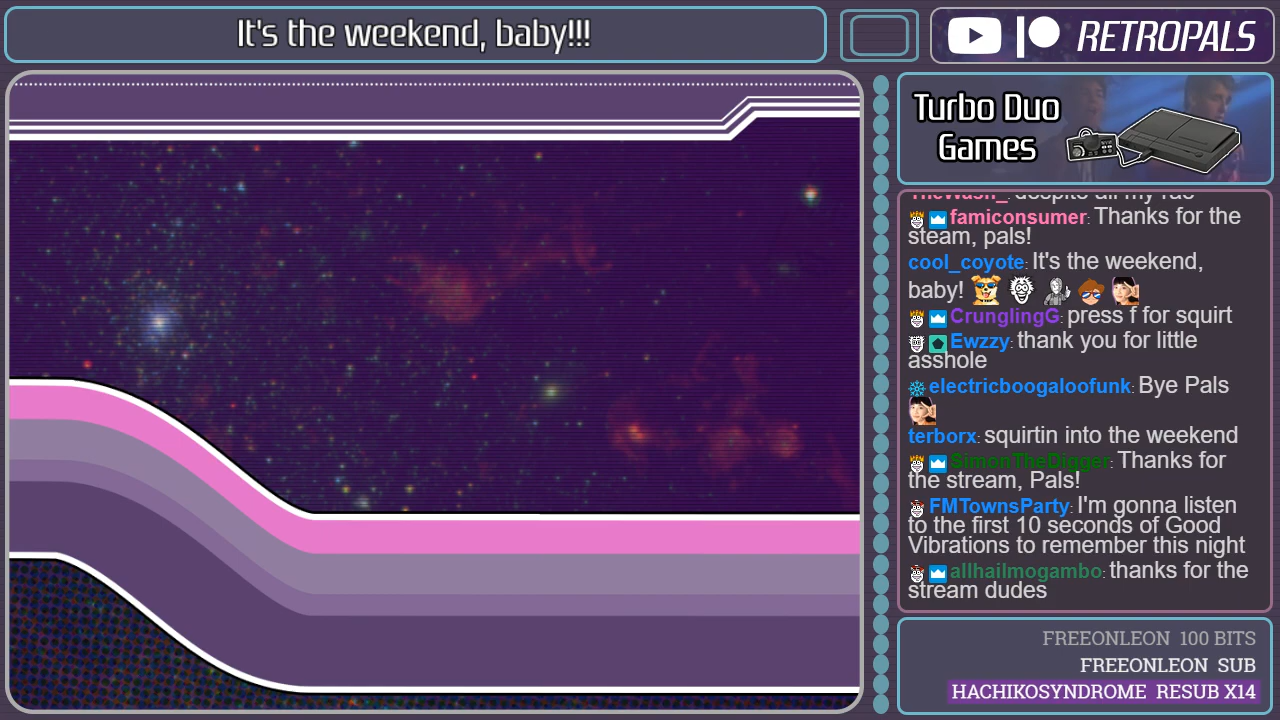 It's the weekend, baby!!!
RETROPALS
Turbo Duo
Games
famiconsumer: Thanks for the
steam, pals!
cool_coyote: It's the weekend,
baby!
CrunglingG: press f for squirt
Ewzzy: thank you for little
asshole
electricboogaloofunk: Bye Pals
terborx: squirtin into the weekend
SimonTheDigger: Thanks for
the stream, Pals!
FMTownsParty: I'm gonna listen
to the first 10 seconds of Good
Vibrations to remember this night
allhailmogambo: thanks for the
stream dudes
FREEONLEON 100 BITS
FREEONLEON SUB
HACHIKOSYNDROME RESUB X14